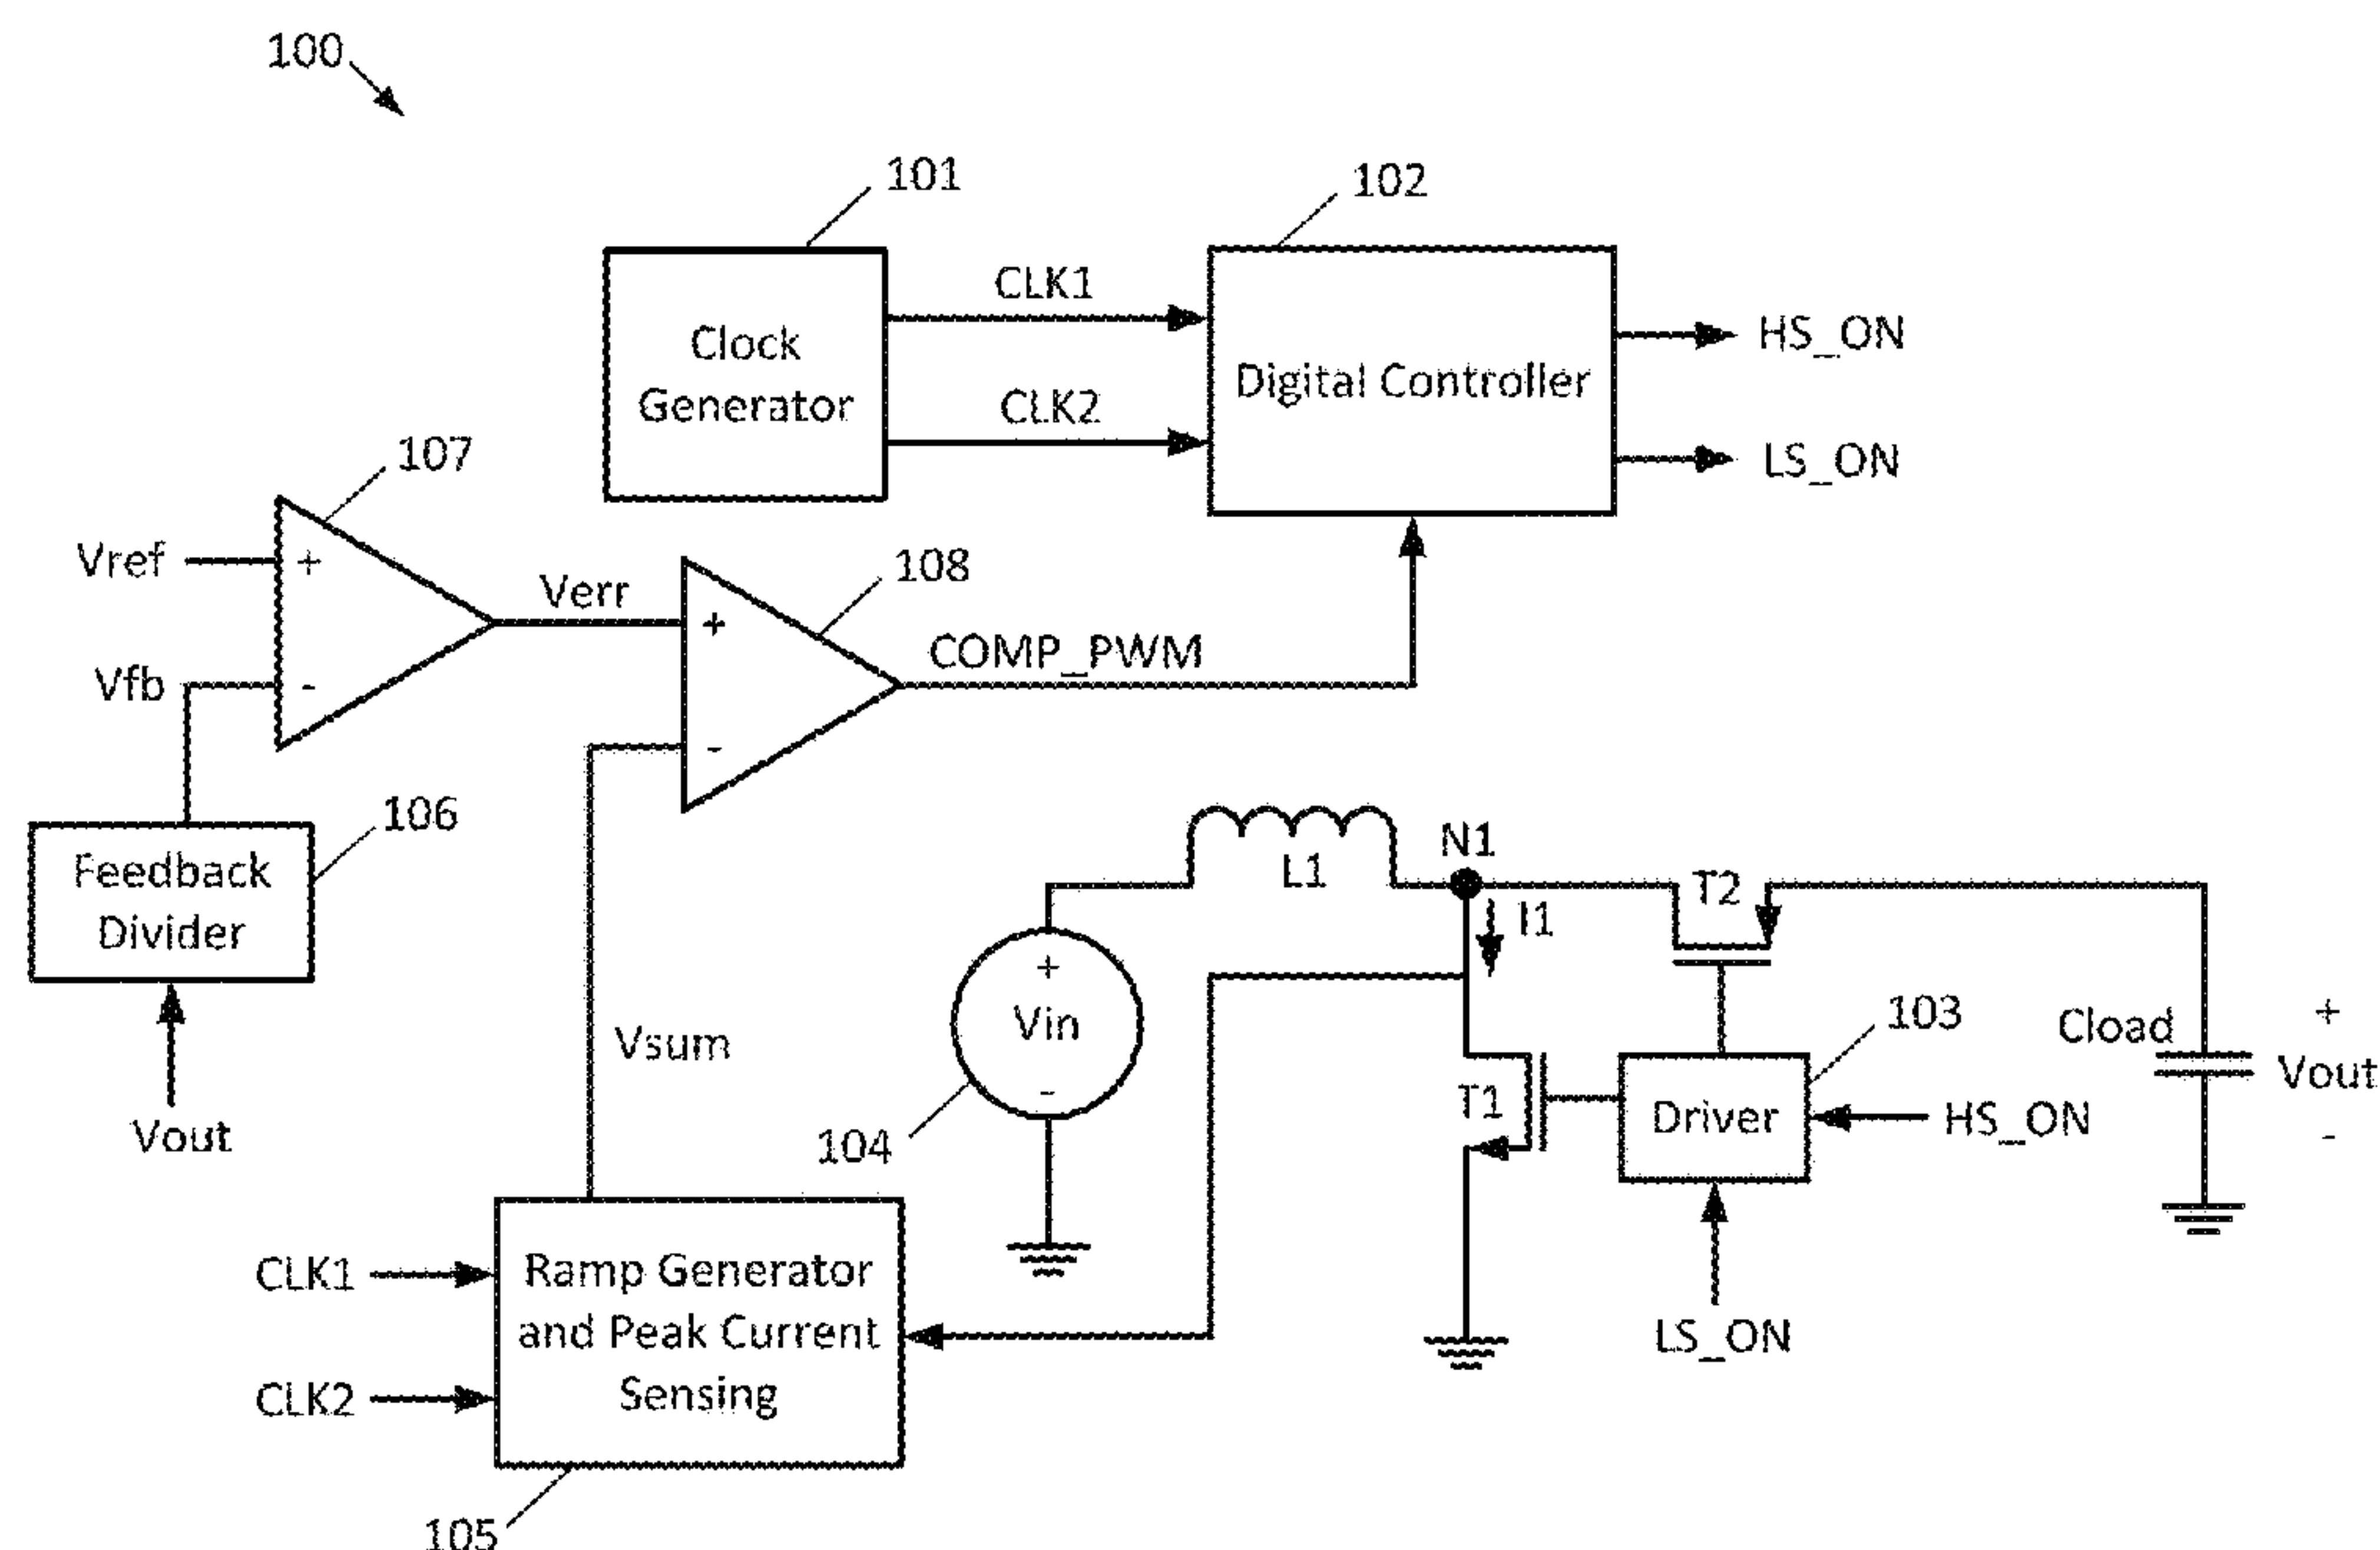 100
101
102
CLK1
Clock
Generator
CLK2
Digital Controller
HS_ON
LS_ON
107
Vref
+
Vfb
-
Verr
108
+
-
COMP_PWM
106
Feedback
Divider
Vout
Vsum
L1
N1
I1
T2
+
Vin
-
104
T1
103
Driver
HS_ON
LS_ON
Cload
+
Vout
-
CLK1
CLK2
Ramp Generator
and Peak Current
Sensing
105